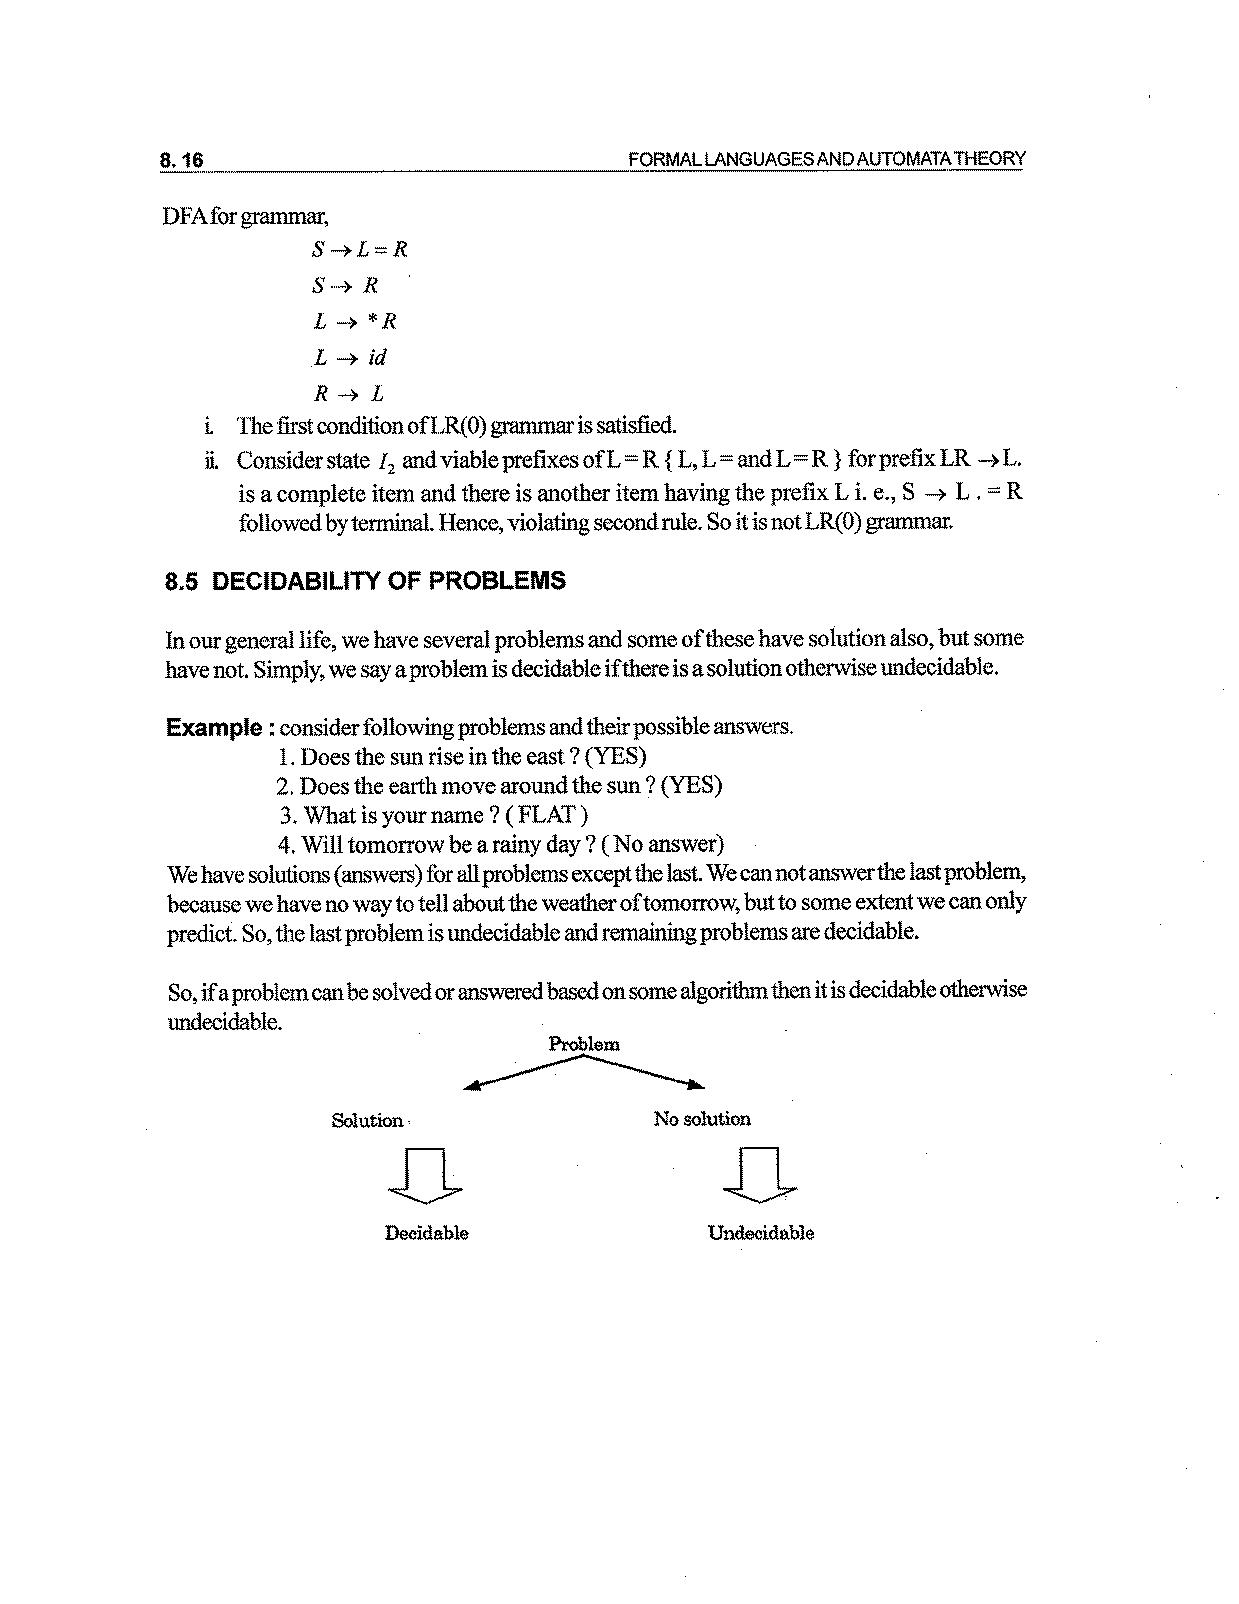 8. 16 FORMAL LANGUAGES AND AUTOMATA THEORY
DFA for grammar,
S → L = R
S → R
L → * R
L → id
R → L
i. The first condition of LR(0) grammar is satisfied.
ii. Consider state I₂ and viable prefixes of L = R { L, L = and L = R } for prefix LR → L.
is a complete item and there is another item having the prefix L i. e., S → L . = R
followed by terminal. Hence, violating second rule. So it is not LR(0) grammar.
8.5 DECIDABILITY OF PROBLEMS
In our general life, we have several problems and some of these have solution also, but some
have not. Simply, we say a problem is decidable if there is a solution otherwise undecidable.
Example : consider following problems and their possible answers.
1. Does the sun rise in the east ? (YES)
2. Does the earth move around the sun ? (YES)
3. What is your name ? ( FLAT )
4. Will tomorrow be a rainy day ? ( No answer)
We have solutions (answers) for all problems except the last. We can not answer the last problem,
because we have no way to tell about the weather of tomorrow, but to some extent we can only
predict. So, the last problem is undecidable and remaining problems are decidable.
So, if a problem can be solved or answered based on some algorithm then it is decidable otherwise
undecidable.
Problem
Solution No solution
Decidable Undecidable